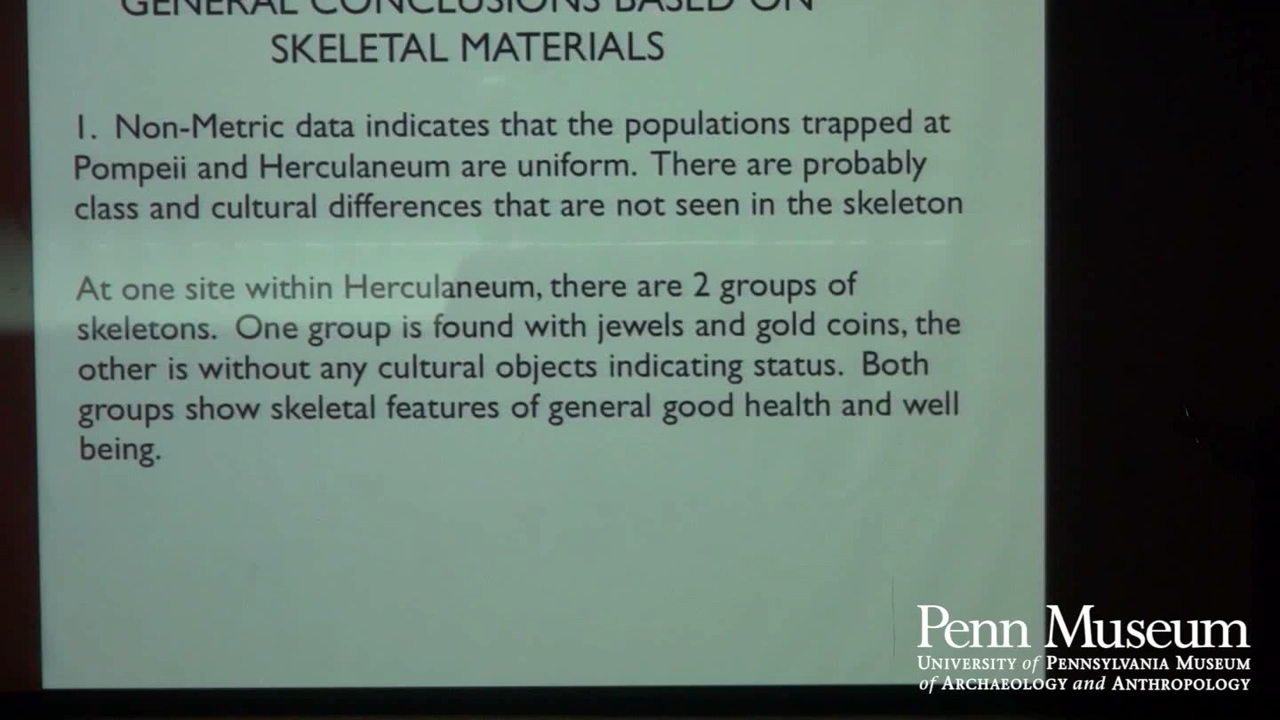 GENERAL CONCLUSIONS BASED ON
SKELETAL MATERIALS
1. Non-Metric data indicates that the populations trapped at
Pompeii and Herculaneum are uniform. There are probably
class and cultural differences that are not seen in the skeleton
At one site within Herculaneum, there are 2 groups of
skeletons. One group is found with jewels and gold coins, the
other is without any cultural objects indicating status. Both
groups show skeletal features of general good health and well
being.
Penn Museum
UNIVERSITY of PENNSYLVANIA MUSEUM
of ARCHAEOLOGY and ANTHROPOLOGY